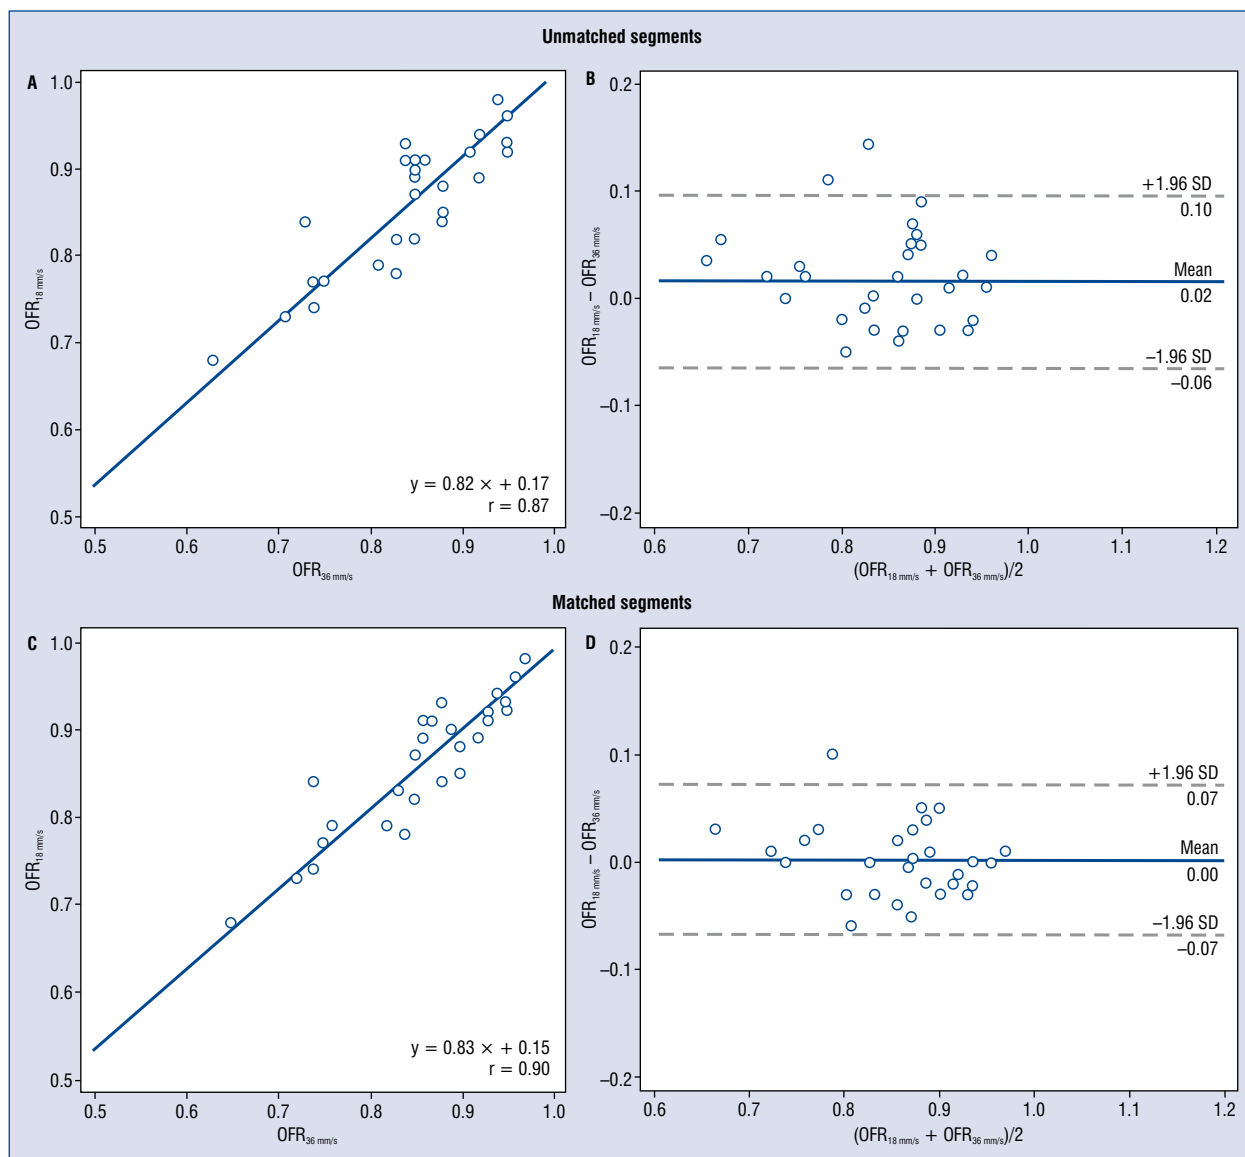 Unmatched segments
A
1.0
0.9
0.8
0.7
0.6
0.5
OFR18 mm/s
y = 0.82 × + 0.17
r = 0.87
0.5 0.6 0.7 0.8 0.9 1.0
OFR36 mm/s
B
0.2
0.1
0.0
−0.1
−0.2
OFR18 mm/s – OFR36 mm/s
+1.96 SD
0.10
Mean
0.02
−1.96 SD
−0.06
0.6 0.7 0.8 0.9 1.0 1.1 1.2
(OFR18 mm/s + OFR36 mm/s)/2
Matched segments
C
1.0
0.9
0.8
0.7
0.6
0.5
OFR18 mm/s
y = 0.83 × + 0.15
r = 0.90
0.5 0.6 0.7 0.8 0.9 1.0
OFR36 mm/s
D
0.2
0.1
0.0
−0.1
−0.2
OFR18 mm/s – OFR36 mm/s
+1.96 SD
0.07
Mean
0.00
−1.96 SD
−0.07
0.6 0.7 0.8 0.9 1.0 1.1 1.2
(OFR18 mm/s + OFR36 mm/s)/2